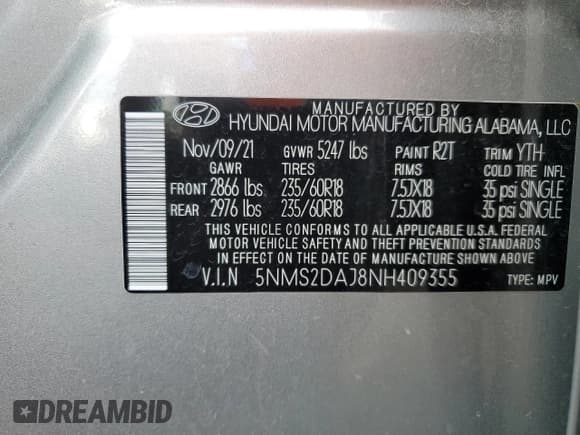 MANUFACTURED BY
HYUNDAI MOTOR MANUFACTURING ALABAMA, LLC
Nov/09/21 GVWR 5247 lbs PAINT R2T TRIM YTH
GAWR TIRES RIMS COLD TIRE INFL
FRONT 2866 lbs 235/60R18 7.5JX18 35 psi SINGLE
REAR 2976 lbs 235/60R18 7.5JX18 35 psi SINGLE
THIS VEHICLE CONFORMS TO ALL APPLICABLE U.S.A. FEDERAL
MOTOR VEHICLE SAFETY AND THEFT PREVENTION STANDARDS
IN EFFECT ON THE DATE OF MANUFACTURE SHOWN ABOVE.
V.I.N 5NMS2DAJ8NH409355 TYPE: MPV
DREAMBID